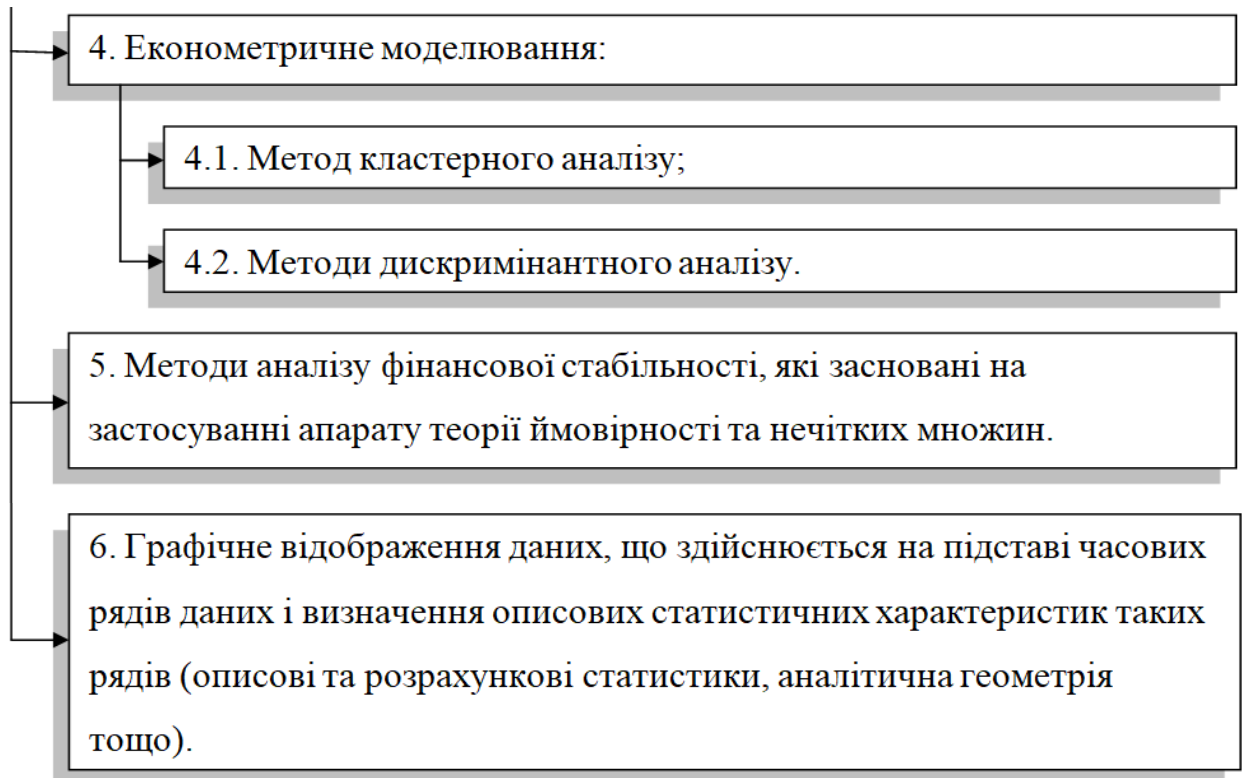 4. Економетричне моделювання:
4.1. Метод кластерного аналізу;
4.2. Методи дискримінантного аналізу.
5. Методи аналізу фінансової стабільності, які засновані на
застосуванні апарату теорії ймовірності та нечітких множин.
6. Графічне відображення даних, що здійснюється на підставі часових
рядів даних і визначення описових статистичних характеристик таких
рядів (описові та розрахункові статистики, аналітична геометрія
тощо).